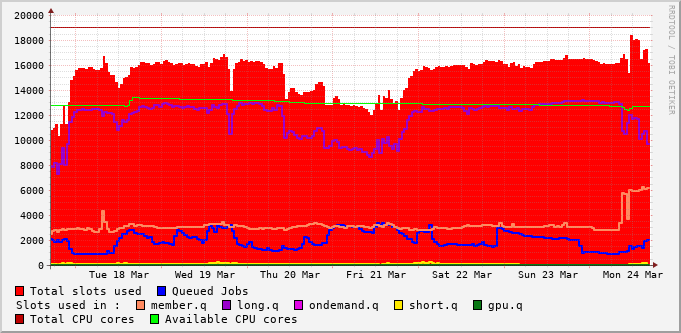 20000
18000
16000
14000
12000
10000
8000
6000
4000
2000
0
Tue 18 Mar Wed 19 Mar Thu 20 Mar Fri 21 Mar Sat 22 Mar Sun 23 Mar Mon 24 Mar
RRDTOOL / TOBI OETIKER
Total slots used Queued Jobs
Slots used in : member.q long.q ondemand.q short.q gpu.q
Total CPU cores Available CPU cores